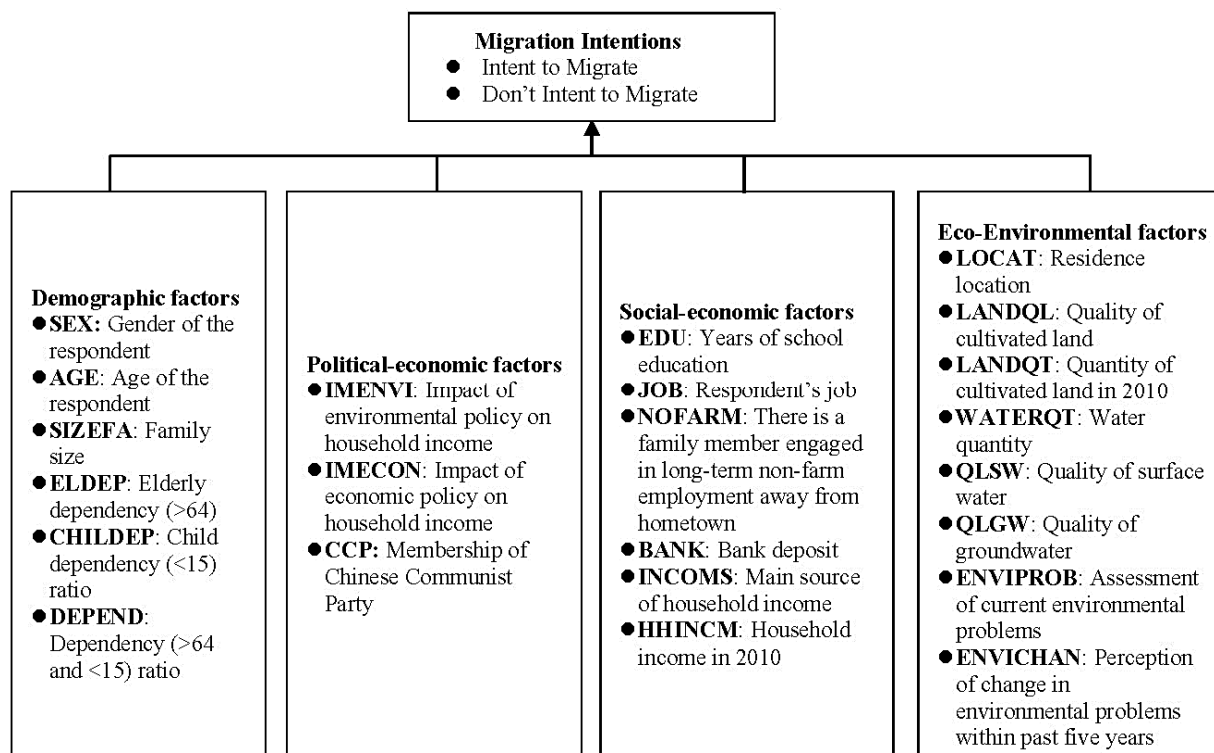 Migration Intentions
● Intent to Migrate
● Don't Intent to Migrate
Demographic factors
●SEX: Gender of the
respondent
●AGE: Age of the
respondent
●SIZEFA: Family
size
●ELDEP: Elderly
dependency (>64)
●CHILDEP: Child
dependency (<15)
ratio
●DEPEND:
Dependency (>64
and <15) ratio
Political-economic factors
●IMENVI: Impact of
environmental policy on
household income
●IMECON: Impact of
economic policy on
household income
●CCP: Membership of
Chinese Communist
Party
Social-economic factors
●EDU: Years of school
education
●JOB: Respondent's job
●NOFARM: There is a
family member engaged
in long-term non-farm
employment away from
hometown
●BANK: Bank deposit
●INCOMS: Main source
of household income
●HHINCM: Household
income in 2010
Eco-Environmental factors
●LOCAT: Residence
location
●LANDQL: Quality of
cultivated land
●LANDQT: Quantity of
cultivated land in 2010
●WATERQT: Water
quantity
●QLSW: Quality of surface
water
●QLGW: Quality of
groundwater
●ENVIPROB: Assessment
of current environmental
problems
●ENVICHAN: Perception
of change in
environmental problems
within past five years